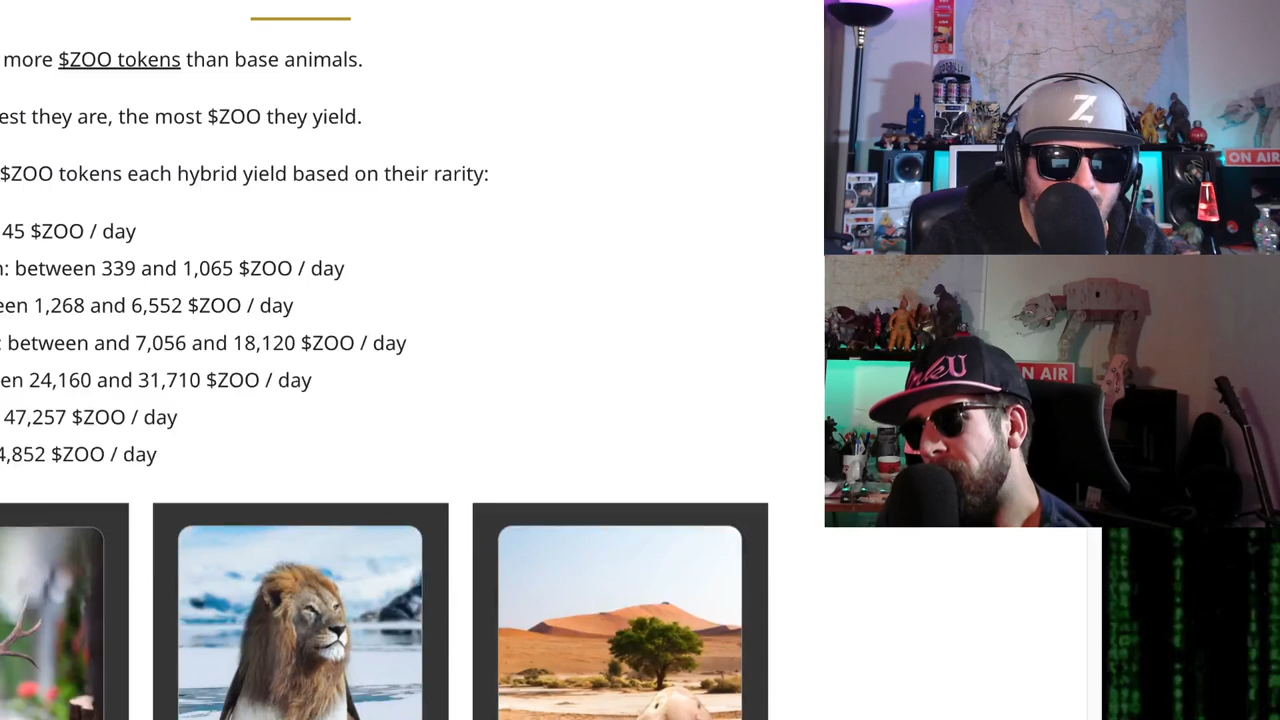 more $ZOO tokens than base animals.
est they are, the most $ZOO they yield.
$ZOO tokens each hybrid yield based on their rarity:
45 $ZOO / day
: between 339 and 1,065 $ZOO / day
een 1,268 and 6,552 $ZOO / day
: between and 7,056 and 18,120 $ZOO / day
en 24,160 and 31,710 $ZOO / day
47,257 $ZOO / day
4,852 $ZOO / day
Z
ON AIR
N AIR